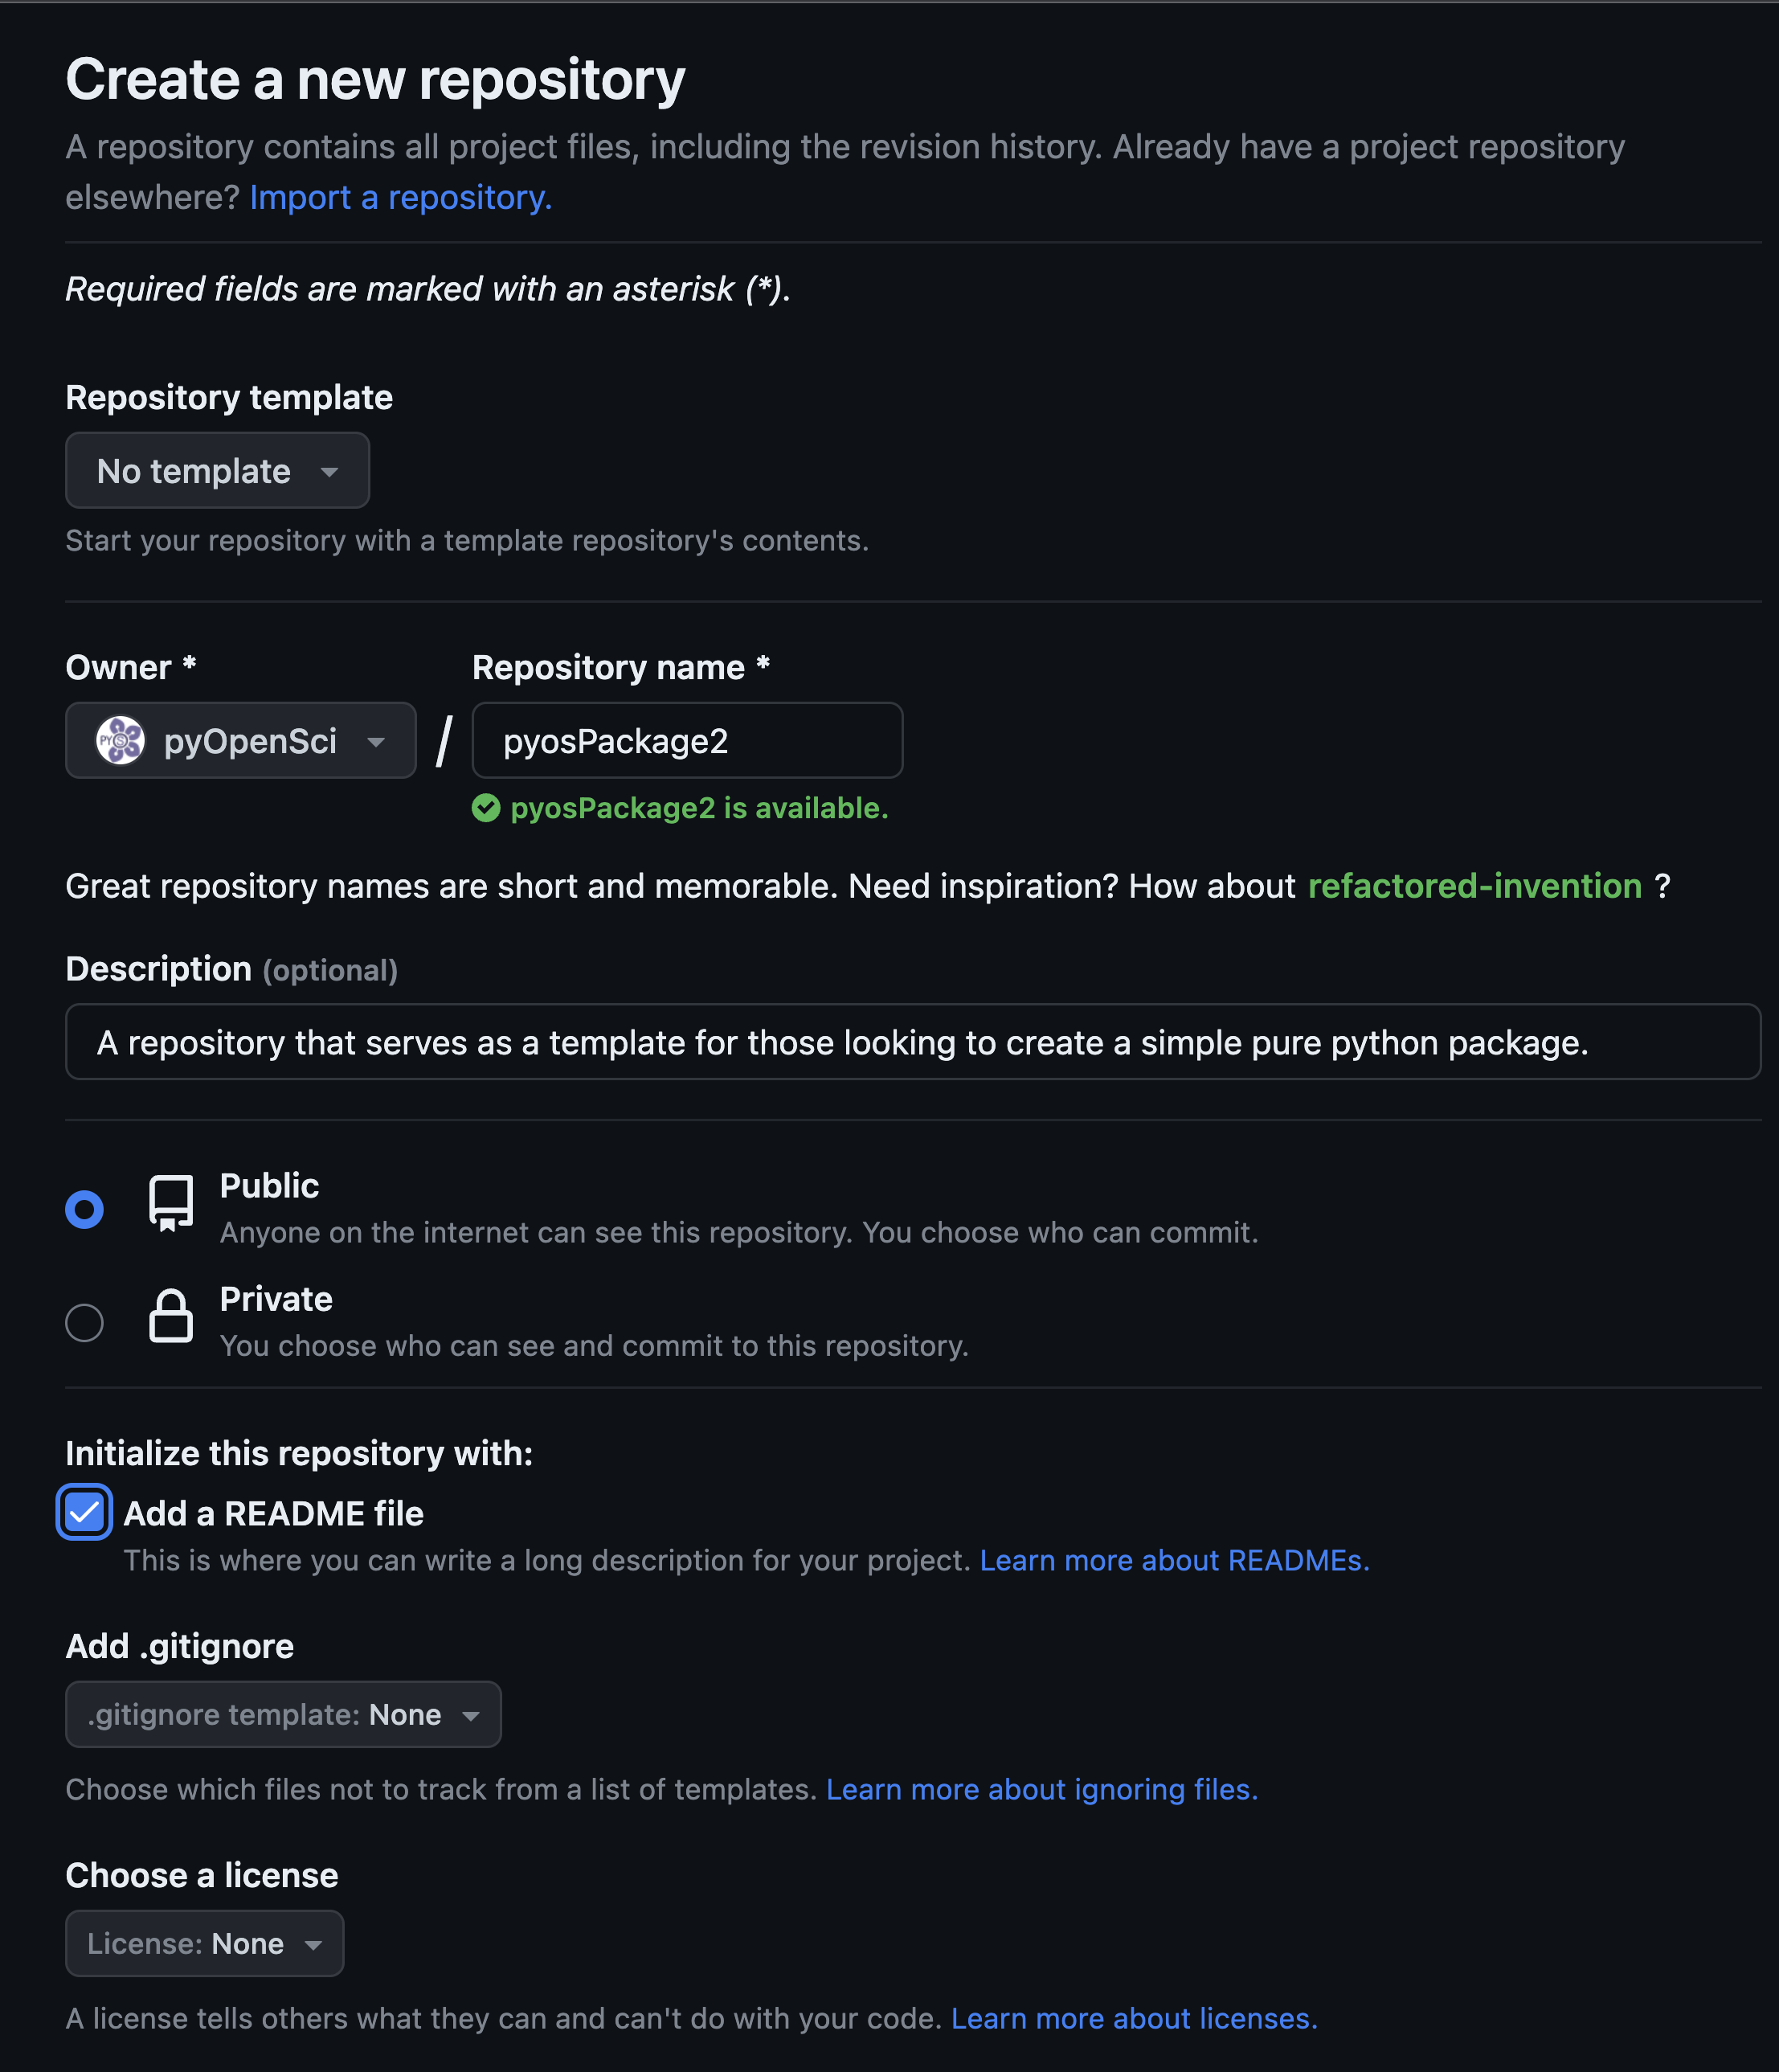 Create a new repository
A repository contains all project files, including the revision history. Already have a project repository
elsewhere? Import a repository.
Required fields are marked with an asterisk (*).
Repository template
No template
Start your repository with a template repository's contents.
Owner *
Repository name *
PYS
pyOpenSci
/
pyosPackage2
pyosPackage2 is available.
Great repository names are short and memorable. Need inspiration? How about refactored-invention ?
Description (optional)
A repository that serves as a template for those looking to create a simple pure python package.
Public
Anyone on the internet can see this repository. You choose who can commit.
Private
You choose who can see and commit to this repository.
Initialize this repository with:
Add a README file
This is where you can write a long description for your project. Learn more about READMEs.
Add .gitignore
.gitignore template: None
Choose which files not to track from a list of templates. Learn more about ignoring files.
Choose a license
License: None
A license tells others what they can and can't do with your code. Learn more about licenses.